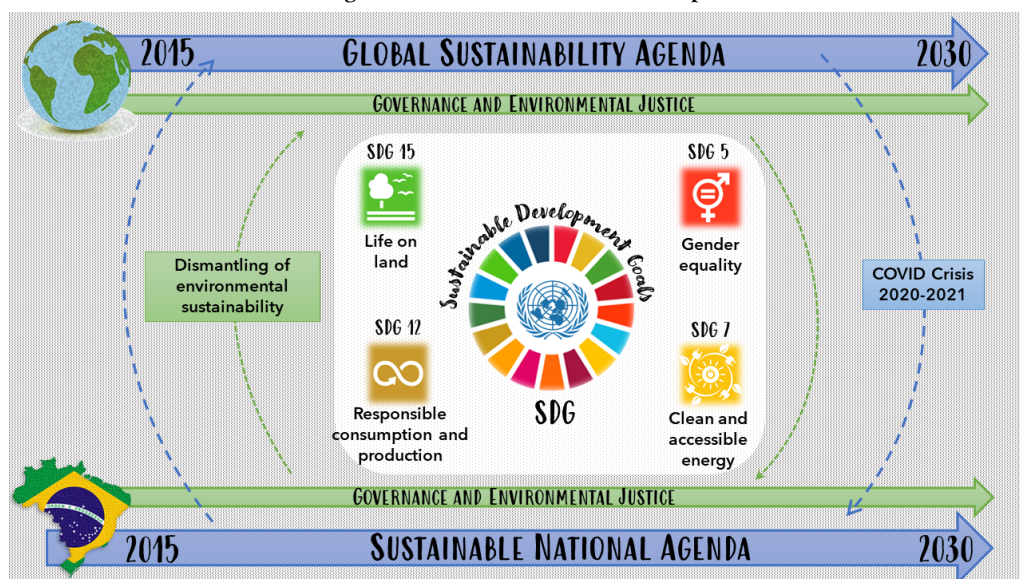 2015 GLOBAL SUSTAINABILITY AGENDA 2030
GOVERNANCE AND ENVIRONMENTAL JUSTICE
SDG 15
Life on
land
SDG 5
Gender
equality
Sustainable Development Goals
SDG
Dismantling of
environmental
sustainability
COVID Crisis
2020-2021
SDG 12
Responsible
consumption and
production
SDG 7
Clean and
accessible
energy
GOVERNANCE AND ENVIRONMENTAL JUSTICE
2015 SUSTAINABLE NATIONAL AGENDA 2030